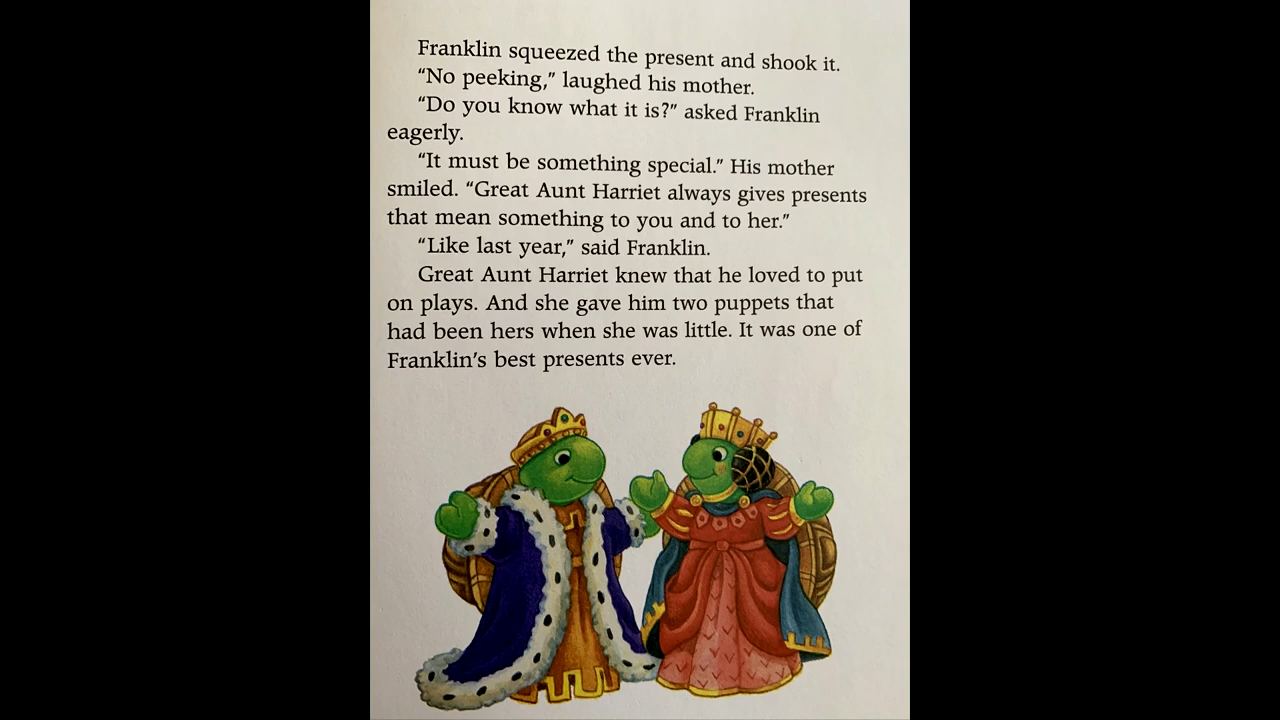 Franklin squeezed the present and shook it.
“No peeking,” laughed his mother.
“Do you know what it is?” asked Franklin
eagerly.
“It must be something special.” His mother
smiled. “Great Aunt Harriet always gives presents
that mean something to you and to her.”
“Like last year,” said Franklin.
Great Aunt Harriet knew that he loved to put
on plays. And she gave him two puppets that
had been hers when she was little. It was one of
Franklin’s best presents ever.